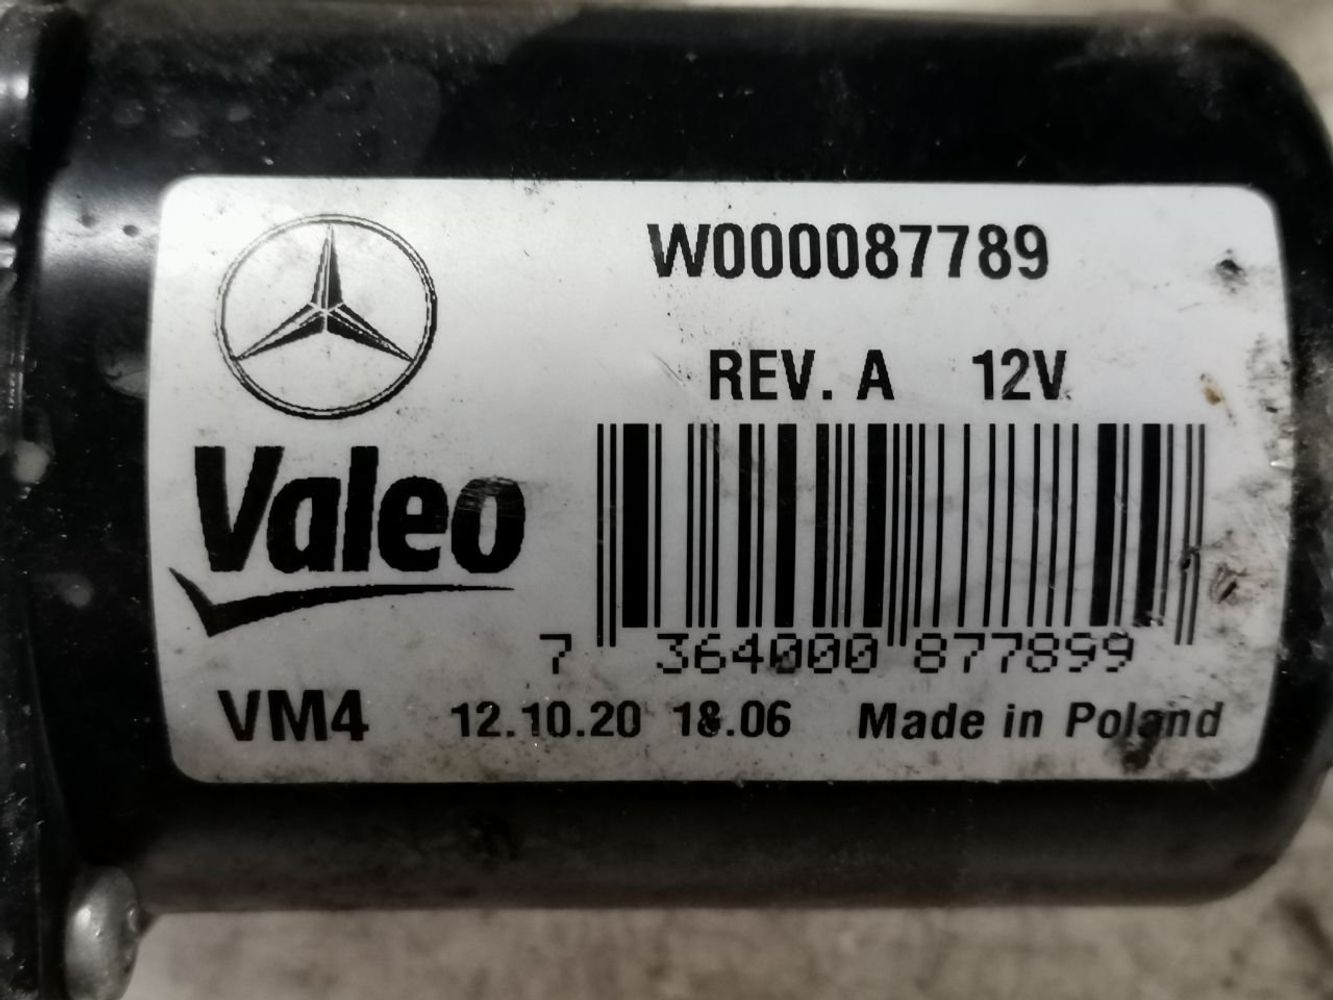 W000087789
REV. A 12V
Valeo
7 364000 877899
VM4 12.10.20 18.06 Made in Poland